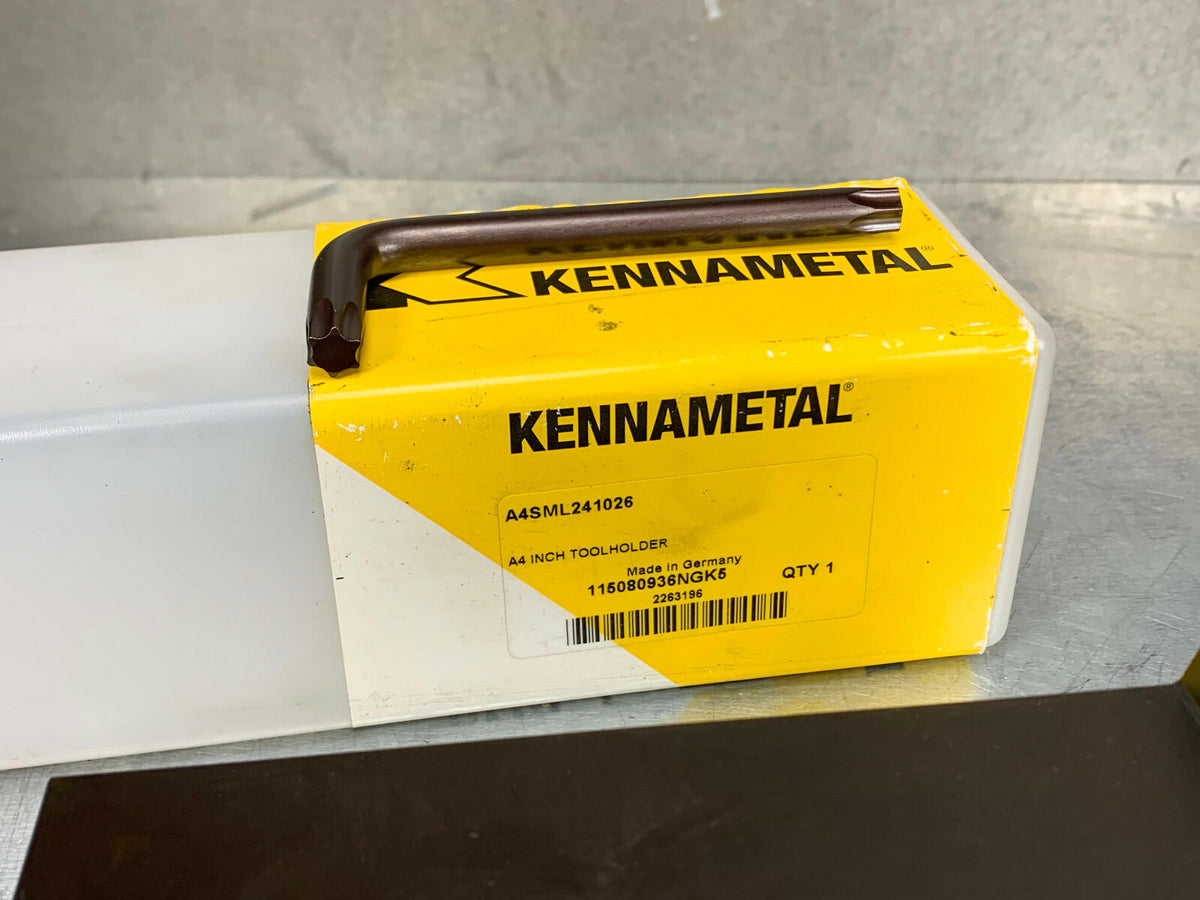 KENNAMETAL®
KENNAMETAL®
A4SML241026
A4 INCH TOOLHOLDER
Made in Germany
115080936NGK5
QTY 1
2263196